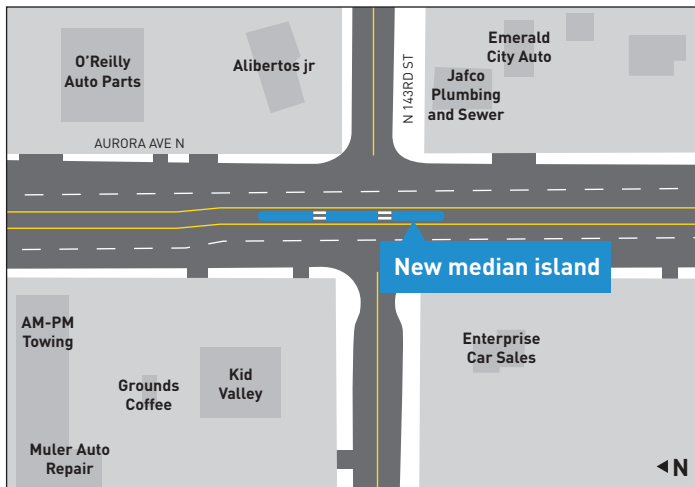 O’Reilly
Auto Parts
Alibertos jr
N 143RD ST
Emerald
City Auto
Jafco
Plumbing
and Sewer
AURORA AVE N
New median island
AM-PM
Towing
Grounds
Coffee
Kid
Valley
Enterprise
Car Sales
Muler Auto
Repair
N